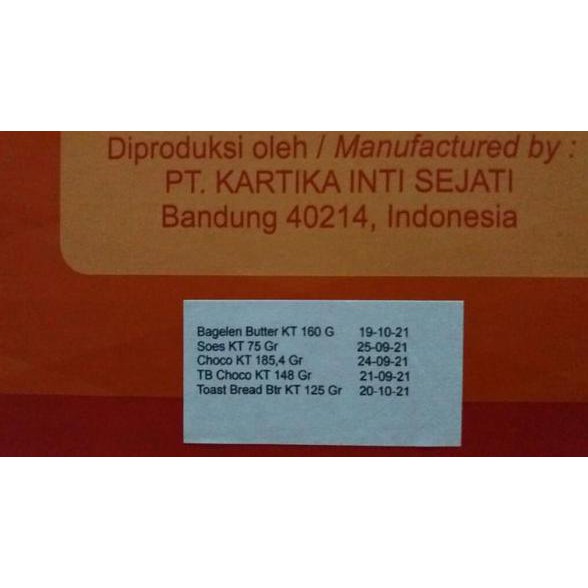 Diproduksi oleh / Manufactured by :
PT. KARTIKA INTI SEJATI
Bandung 40214, Indonesia
Bagelen Butter KT 160 G 19-10-21
Soes KT 75 Gr 25-09-21
Choco KT 185,4 Gr 24-09-21
TB Choco KT 148 Gr 21-09-21
Toast Bread Btr KT 125 Gr 20-10-21